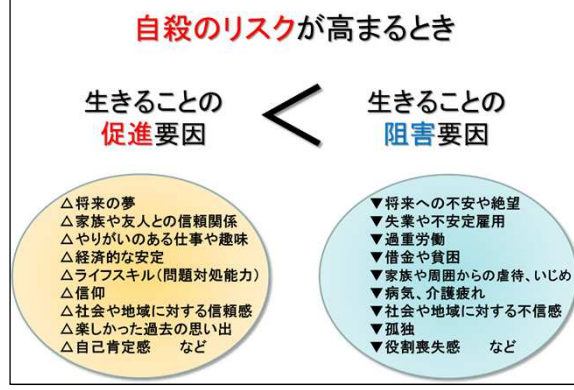 自殺のリスクが高まるとき
生きることの
促進要因
<
生きることの
阻害要因
△将来の夢
△家族や友人との信頼関係
△やりがいのある仕事や趣味
△経済的な安定
△ライフスキル(問題対処能力)
△信仰
△社会や地域に対する信頼感
△楽しかった過去の思い出
△自己肯定感 など
▼将来への不安や絶望
▼失業や不安定雇用
▼過重労働
▼借金や貧困
▼家族や周囲からの虐待、いじめ
▼病気、介護疲れ
▼社会や地域に対する不信感
▼孤独
▼役割喪失感 など